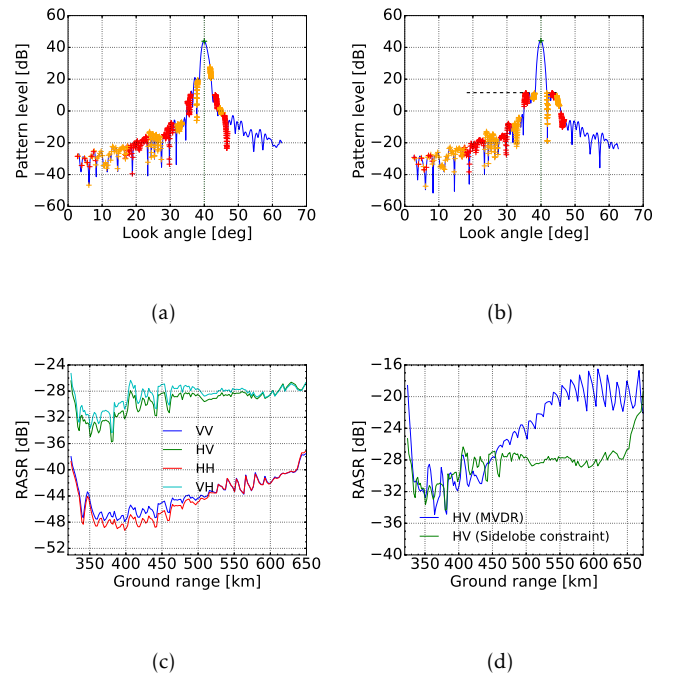 60
40
20
0
−20
−40
−60
Pattern level [dB]
0 10 20 30 40 50 60 70
Look angle [deg]
(a)
60
40
20
0
−20
−40
−60
Pattern level [dB]
0 10 20 30 40 50 60 70
Look angle [deg]
(b)
−24
−28
−32
−36
−40
−44
−48
−52
RASR [dB]
VV
HV
HH
VH
350 400 450 500 550 600 650
Ground range [km]
(c)
−16
−20
−24
−28
−32
−36
−40
RASR [dB]
HV (MVDR)
HV (Sidelobe constraint)
350 400 450 500 550 600 650
Ground range [km]
(d)